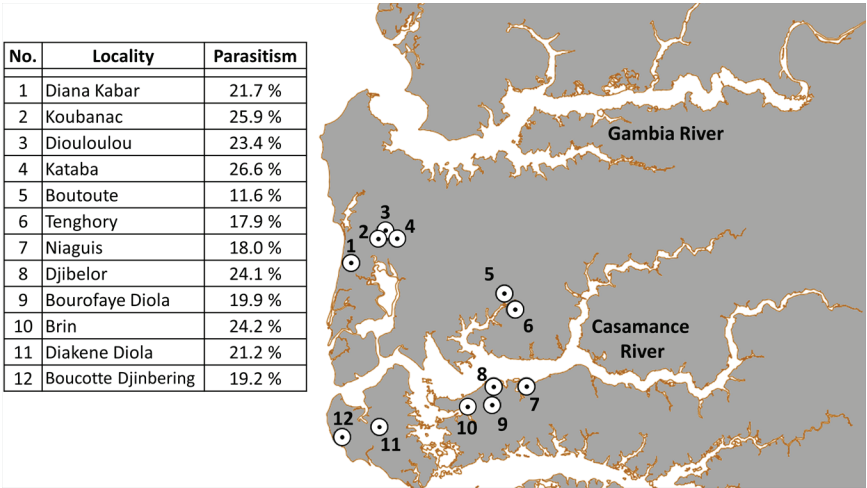 No. Locality Parasitism
1 Diana Kabar 21.7 %
2 Koubanac 25.9 %
3 Diouloulou 23.4 %
4 Kataba 26.6 %
5 Boutoute 11.6 %
6 Tenghory 17.9 %
7 Niaguis 18.0 %
8 Djibelor 24.1 %
9 Bourofaye Diola 19.9 %
10 Brin 24.2 %
11 Diakene Diola 21.2 %
12 Boucotte Djinbering 19.2 %
Gambia River
3
2
4
1
5
6
Casamance
River
8
7
10
9
12
11